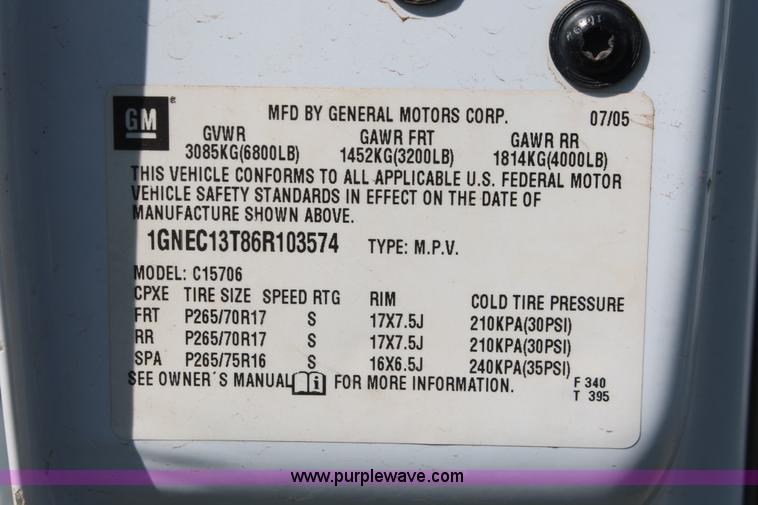 GM ®
MFD BY GENERAL MOTORS CORP. 07/05
GVWR GAWR FRT GAWR RR
3085KG(6800LB) 1452KG(3200LB) 1814KG(4000LB)
THIS VEHICLE CONFORMS TO ALL APPLICABLE U.S. FEDERAL MOTOR
VEHICLE SAFETY STANDARDS IN EFFECT ON THE DATE OF
MANUFACTURE SHOWN ABOVE.
1GNEC13T86R103574 TYPE: M.P.V.
MODEL: C15706
CPXE TIRE SIZE SPEED RTG RIM COLD TIRE PRESSURE
FRT P265/70R17 S 17X7.5J 210KPA(30PSI)
RR P265/70R17 S 17X7.5J 210KPA(30PSI)
SPA P265/75R16 S 16X6.5J 240KPA(35PSI)
SEE OWNER´S MANUAL FOR MORE INFORMATION. F 340
T 395
www.purplewave.com